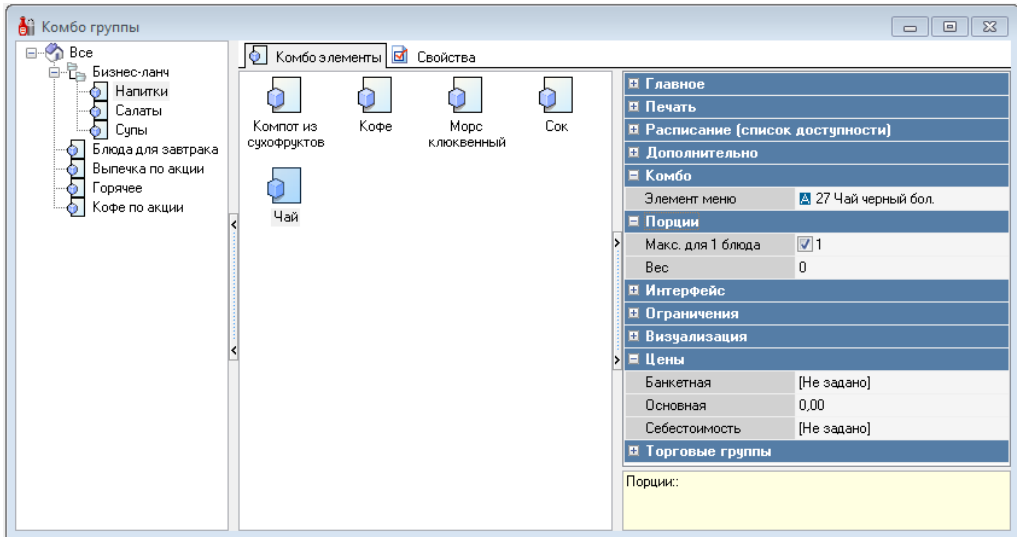 Комбо группы
Все
Бизнес-ланч
Напитки
Салаты
Супы
Блюда для завтрака
Выпечка по акции
Горячее
Кофе по акции
Комбо элементы Свойства
Компот из сухофруктов
Кофе
Морс клюквенный
Сок
Чай
Главное
Печать
Расписание (список доступности)
Дополнительно
Комбо
Элемент меню A 27 Чай черный бол.
Порции
Макс. для 1 блюда 1
Вес 0
Интерфейс
Ограничения
Визуализация
Цены
Банкетная [Не задано]
Основная 0,00
Себестоимость [Не задано]
Торговые группы
Порции::